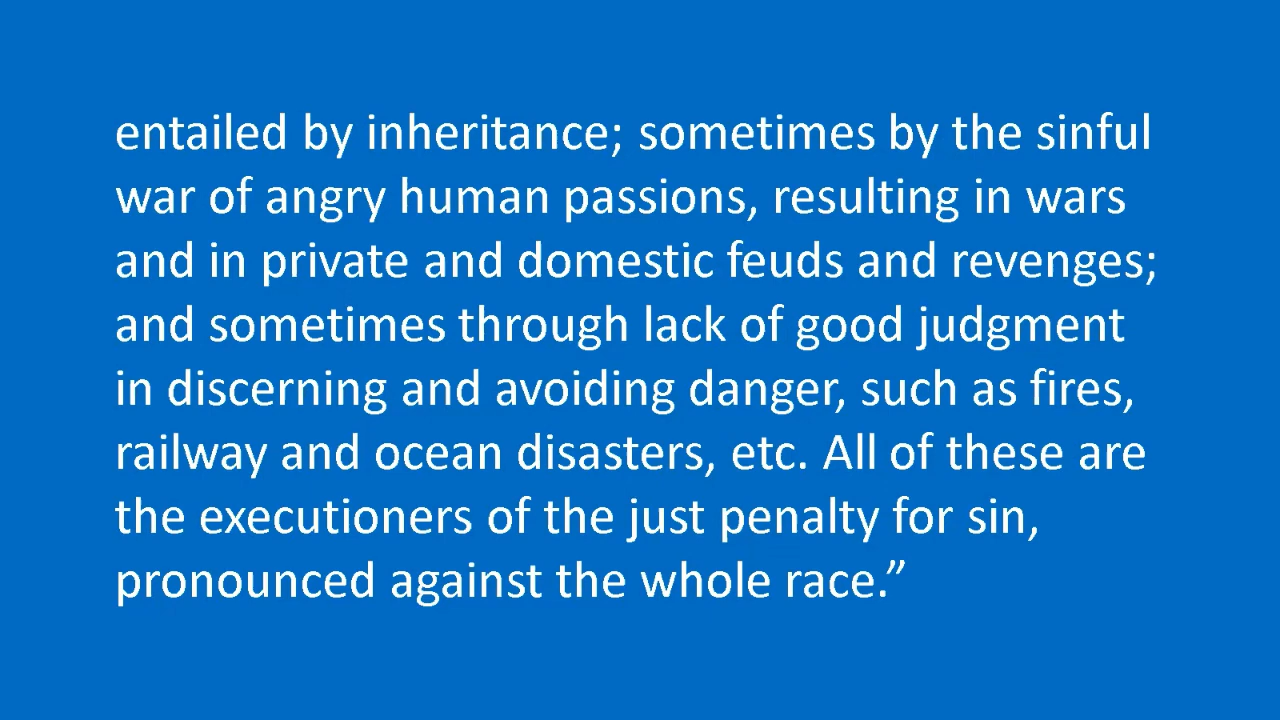 entailed by inheritance; sometimes by the sinful
war of angry human passions, resulting in wars
and in private and domestic feuds and revenges;
and sometimes through lack of good judgment
in discerning and avoiding danger, such as fires,
railway and ocean disasters, etc. All of these are
the executioners of the just penalty for sin,
pronounced against the whole race.”